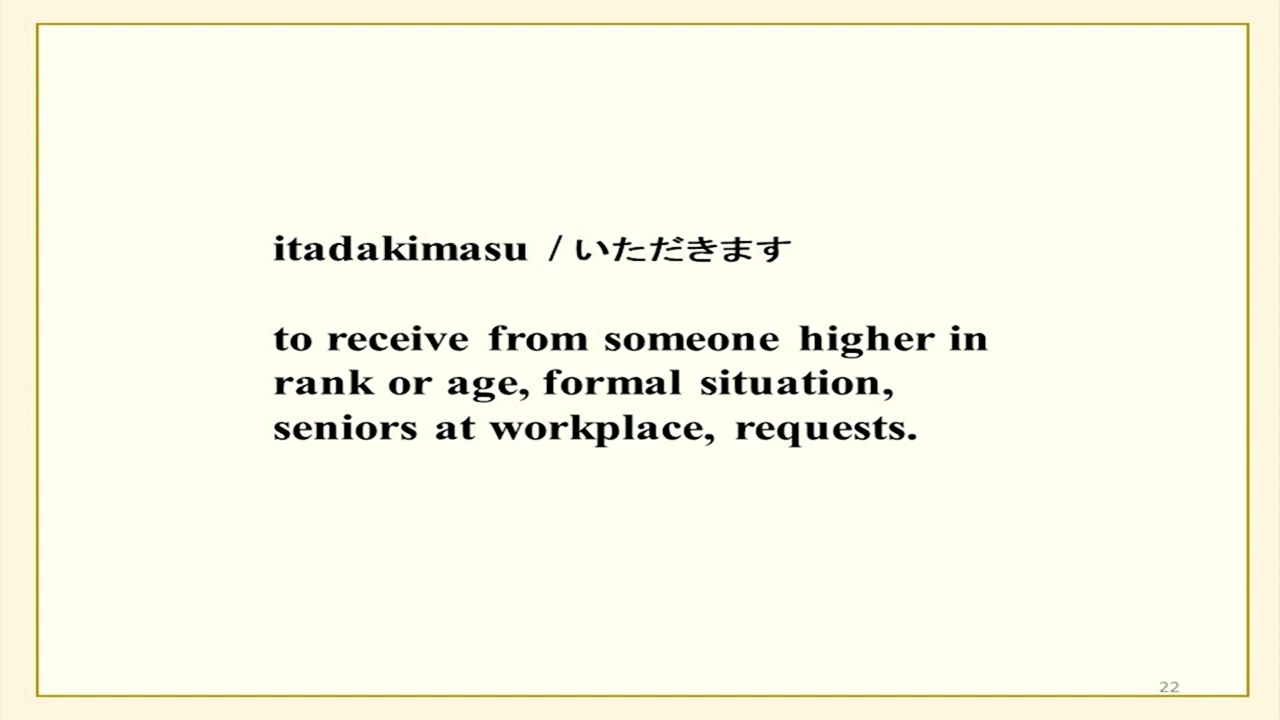 itadakimasu / いただきます
to receive from someone higher in
rank or age, formal situation,
seniors at workplace, requests.
22